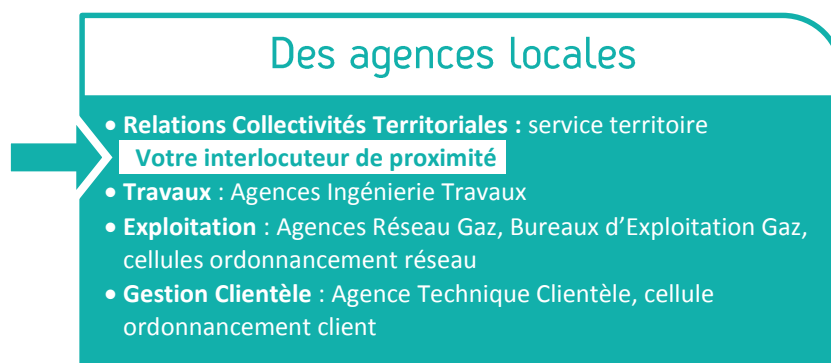 Des agences locales
• Relations Collectivités Territoriales : service territoire
Votre interlocuteur de proximité
• Travaux : Agences Ingénierie Travaux
• Exploitation : Agences Réseau Gaz, Bureaux d’Exploitation Gaz,
cellules ordonnancement réseau
• Gestion Clientèle : Agence Technique Clientèle, cellule
ordonnancement client